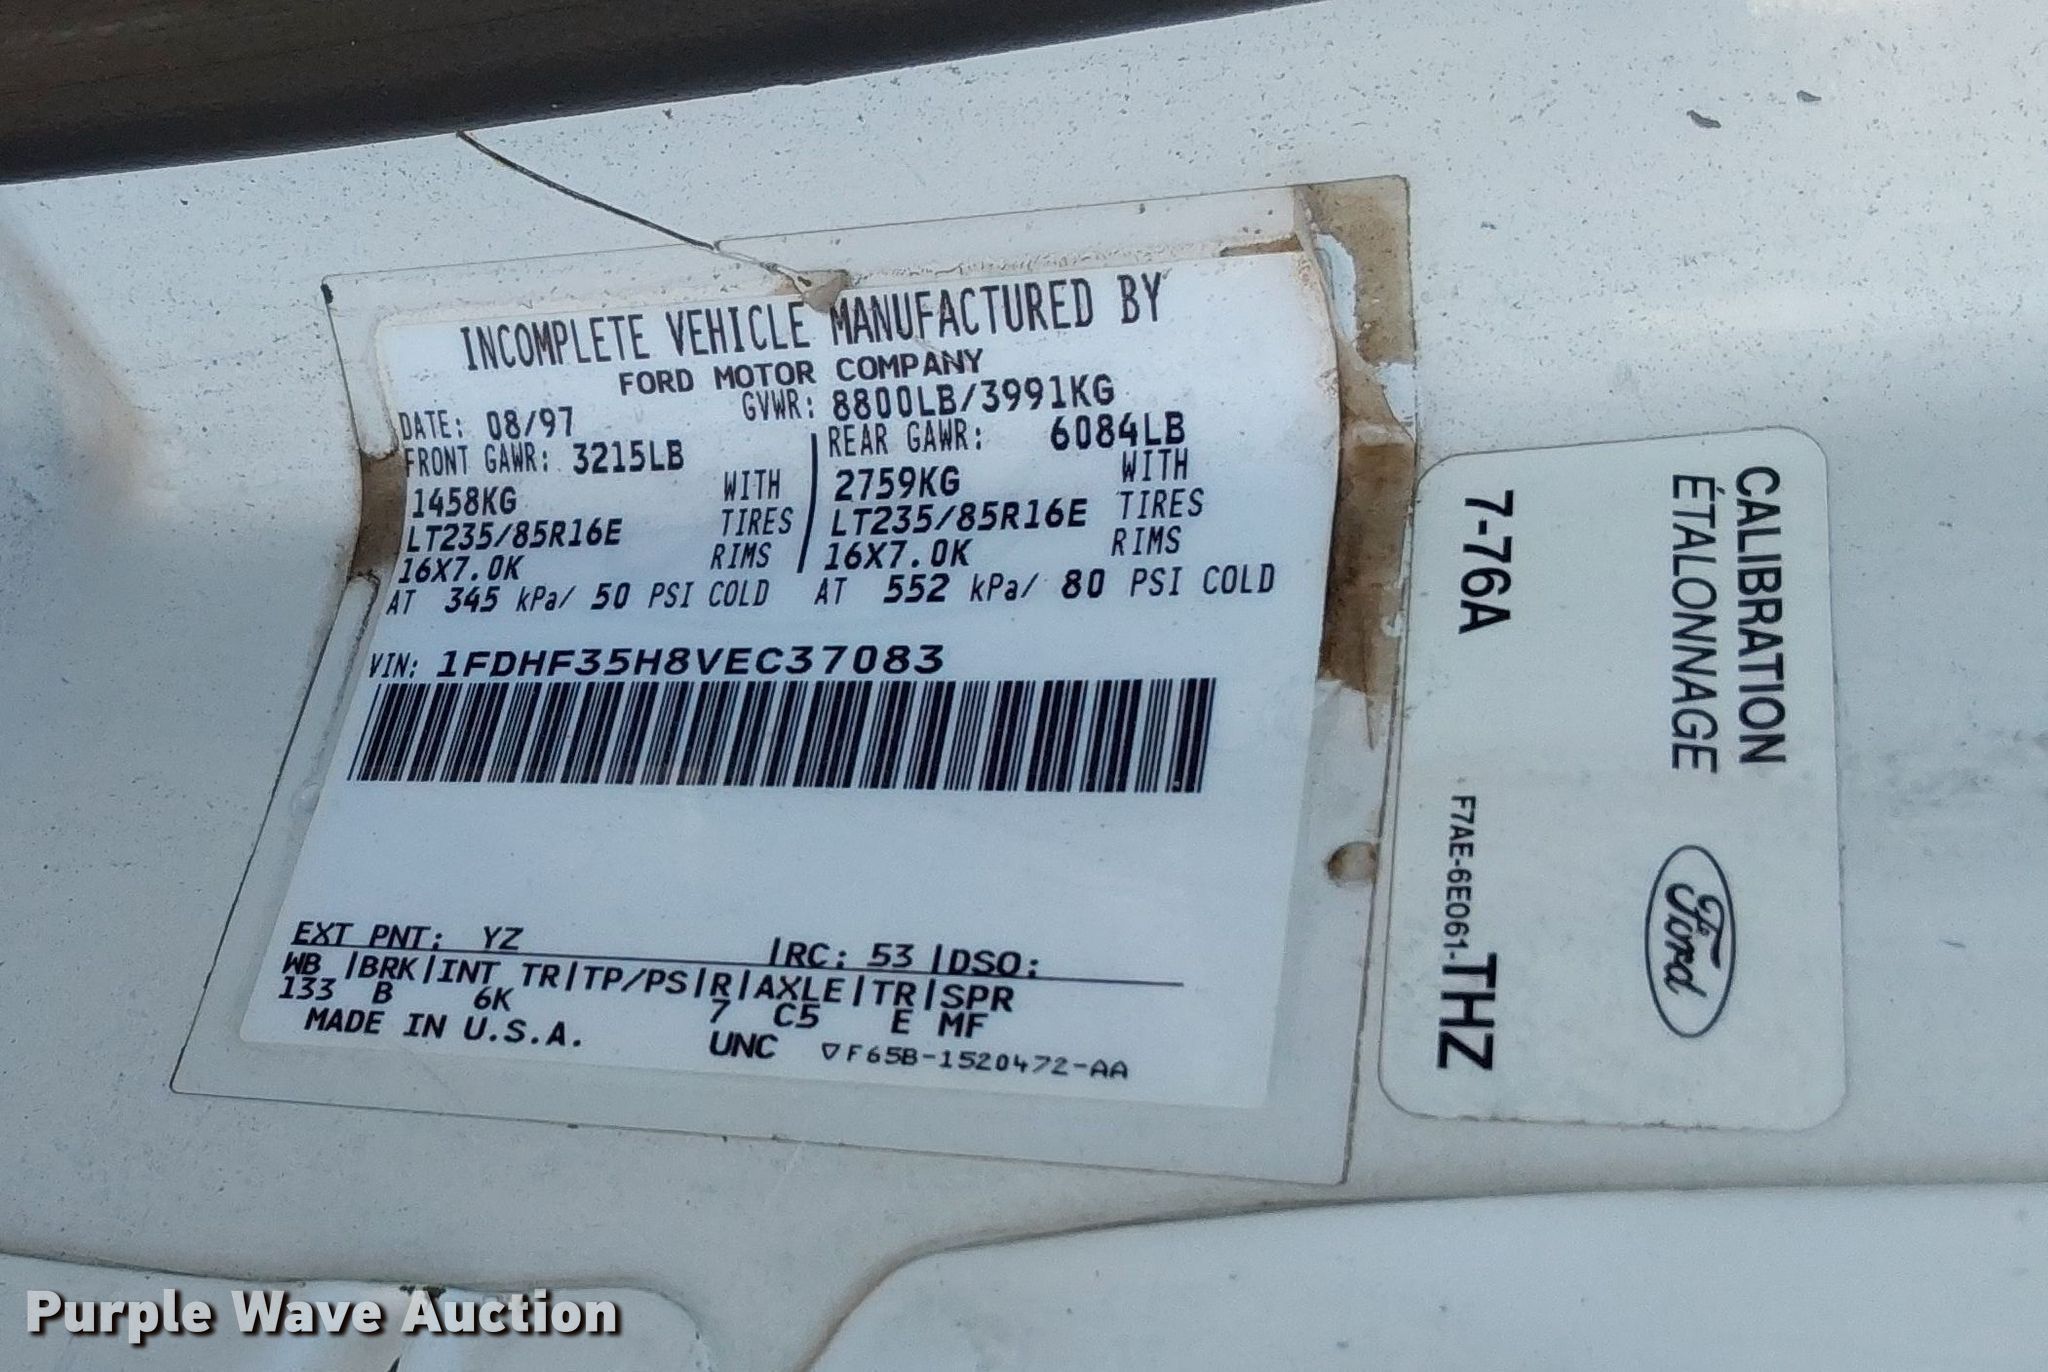 INCOMPLETE VEHICLE MANUFACTURED BY
FORD MOTOR COMPANY
DATE: 08/97 GVWR: 8800LB/3991KG
FRONT GAWR: 3215LB REAR GAWR: 6084LB
1458KG WITH 2759KG WITH
LT235/85R16E TIRES LT235/85R16E TIRES
16X7.0K RIMS 16X7.0K RIMS
AT 345 kPa/ 50 PSI COLD AT 552 kPa/ 80 PSI COLD
VIN: 1FDHF35H8VEC37083
EXT PNT: YZ |RC: 53 |DSO:
WB |BRK|INT TR|TP/PS|R|AXLE|TR|SPR
133 B 6K 7 C5 E MF
MADE IN U.S.A. UNC ▽F65B-1520472-AA
CALIBRATION
ÉTALONNAGE
Ford
7-76A
F7AE-6E061-THZ
Purple Wave Auction